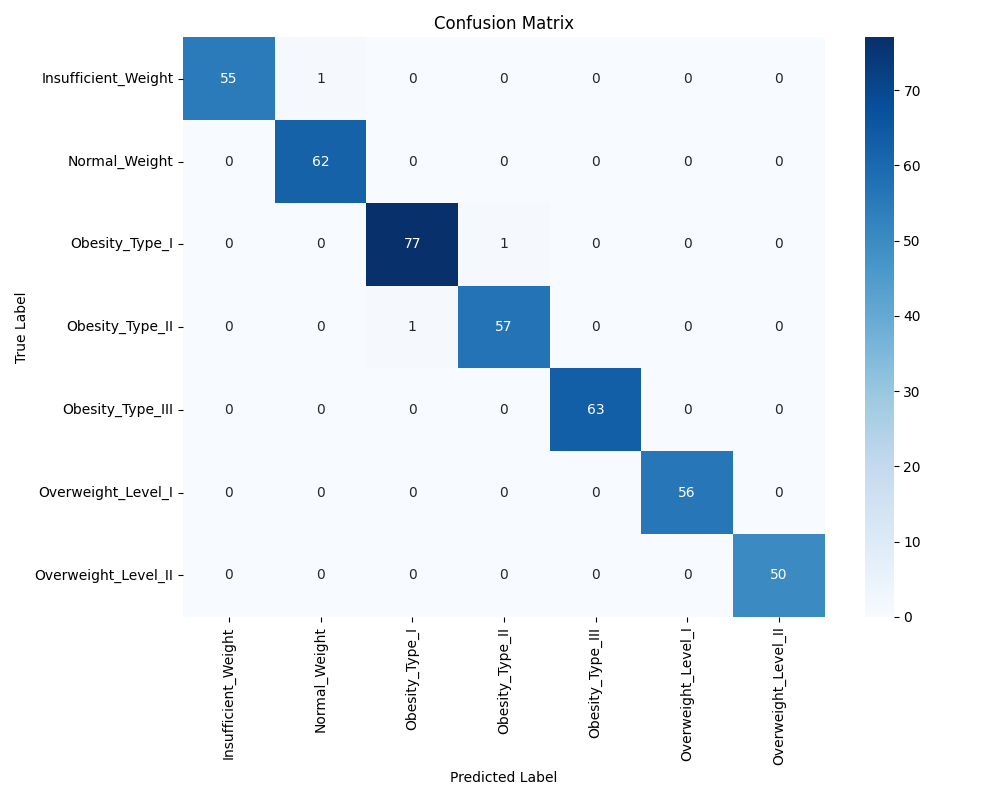 Confusion Matrix
Insufficient_Weight 55 1 0 0 0 0 0
Normal_Weight 0 62 0 0 0 0 0
Obesity_Type_I 0 0 77 1 0 0 0
Obesity_Type_II 0 0 1 57 0 0 0
Obesity_Type_III 0 0 0 0 63 0 0
Overweight_Level_I 0 0 0 0 0 56 0
Overweight_Level_II 0 0 0 0 0 0 50
True Label
Insufficient_Weight
Normal_Weight
Obesity_Type_I
Obesity_Type_II
Obesity_Type_III
Overweight_Level_I
Overweight_Level_II
Predicted Label
70
60
50
40
30
20
10
0